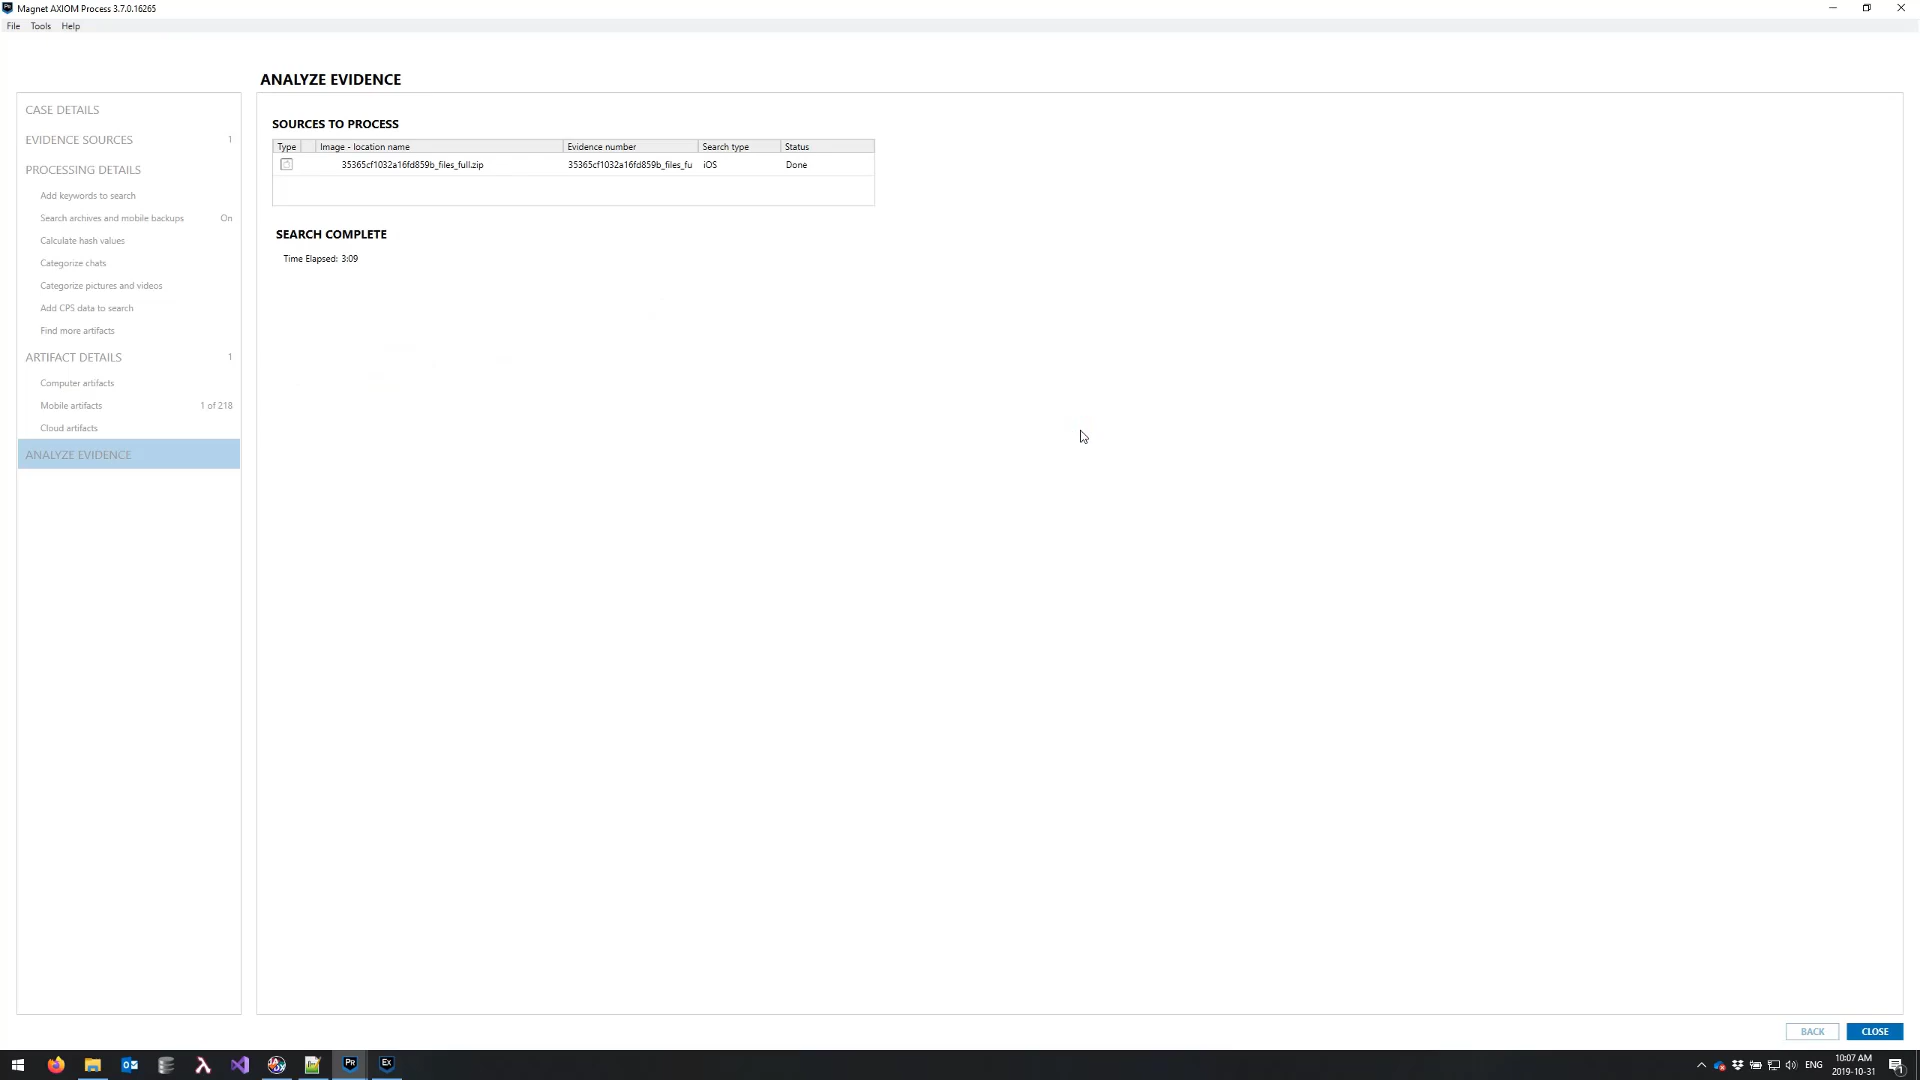 Magnet AXIOM Process 3.7.0.16265
File Tools Help
ANALYZE EVIDENCE
CASE DETAILS
EVIDENCE SOURCES 1
PROCESSING DETAILS
Add keywords to search
Search archives and mobile backups On
Calculate hash values
Categorize chats
Categorize pictures and videos
Add CPS data to search
Find more artifacts
ARTIFACT DETAILS 1
Computer artifacts
Mobile artifacts 1 of 218
Cloud artifacts
ANALYZE EVIDENCE
SOURCES TO PROCESS
Type Image - location name Evidence number Search type Status
35365cf1032a16fd859b_files_full.zip 35365cf1032a16fd859b_files_fu iOS Done
SEARCH COMPLETE
Time Elapsed: 3:09
BACK CLOSE
PR EX ENG 10:07 AM
2019-10-31